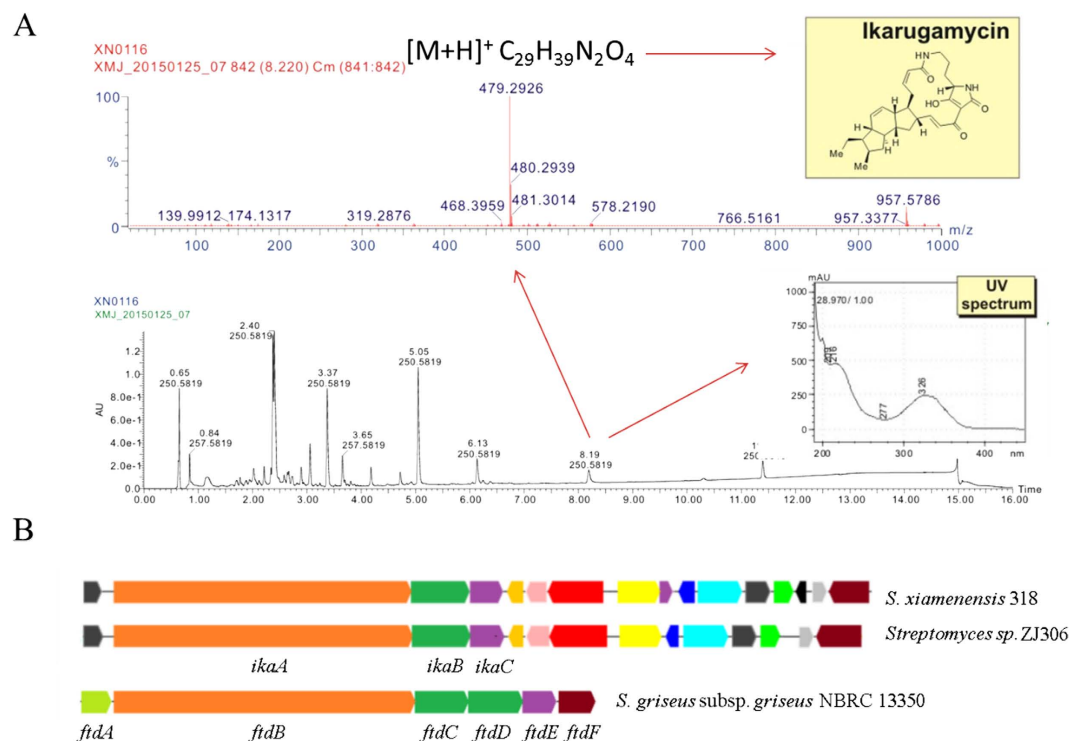 A
XN0116
XMJ_20150125_07 842 (8.220) Cm (841:842)
[M+H]+ C29H39N2O4
Ikarugamycin
HN
O
H
NH
HO
O
O
H
H
H
H
Me
Me
100
%
0
479.2926
480.2939
481.3014
468.3959
139.9912
174.1317
319.2876
578.2190
766.5161
957.5786
957.3377
100 200 300 400 500 600 700 800 900 1000 m/z
XN0116
XMJ_20150125_07
AU
1.2
1.0
8.0e-1
6.0e-1
4.0e-1
2.0e-1
0.0
0.65
250.5819
0.84
257.5819
2.40
250.5819
3.37
250.5819
3.65
257.5819
5.05
250.5819
6.13
250.5819
8.19
250.5819
0.00 1.00 2.00 3.00 4.00 5.00 6.00 7.00 8.00 9.00 10.00 11.00 12.00 13.00 14.00 15.00 16.00
Time
mAU
28.970/ 1.00
UV
spectrum
1000
750
500
250
0
216
277
326
200 300 400 nm
B
S. xiamenensis 318
Streptomyces sp. ZJ306
ikaA ikaB ikaC
S. griseus subsp. griseus NBRC 13350
ftdA ftdB ftdC ftdD ftdE ftdF